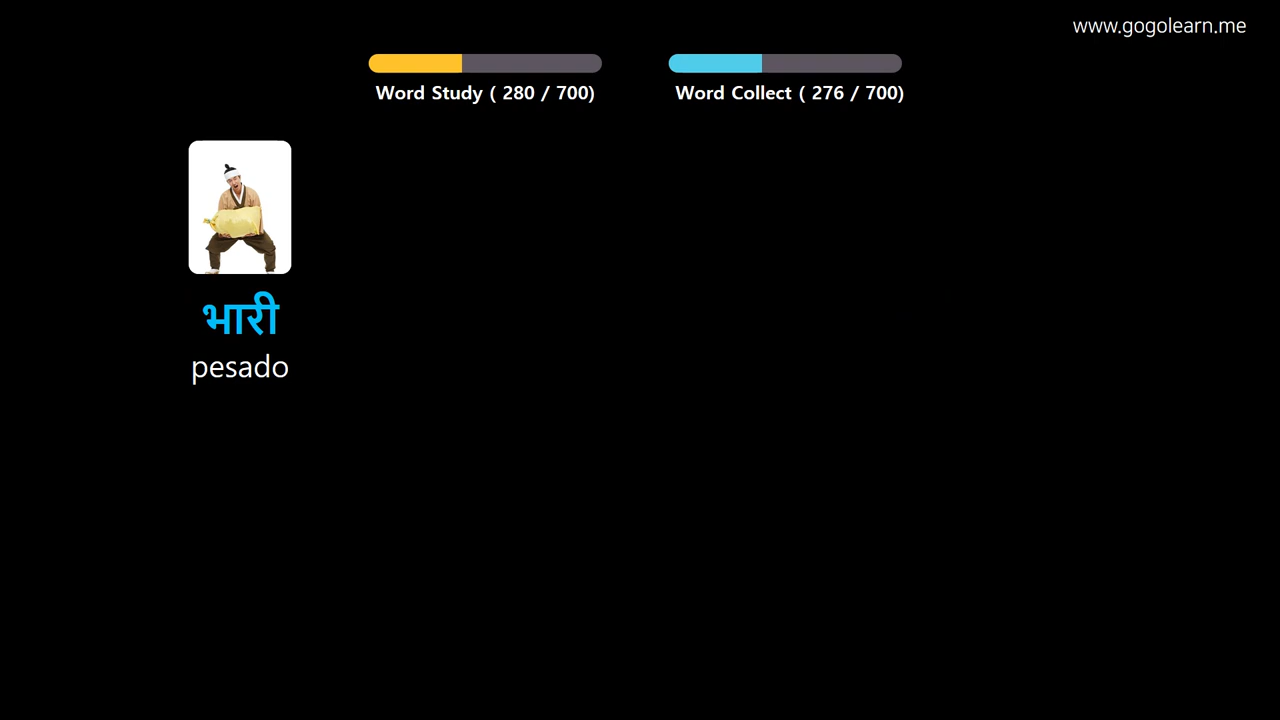 www.gogolearn.me
Word Study ( 280 / 700)
Word Collect ( 276 / 700)
भारी
pesado